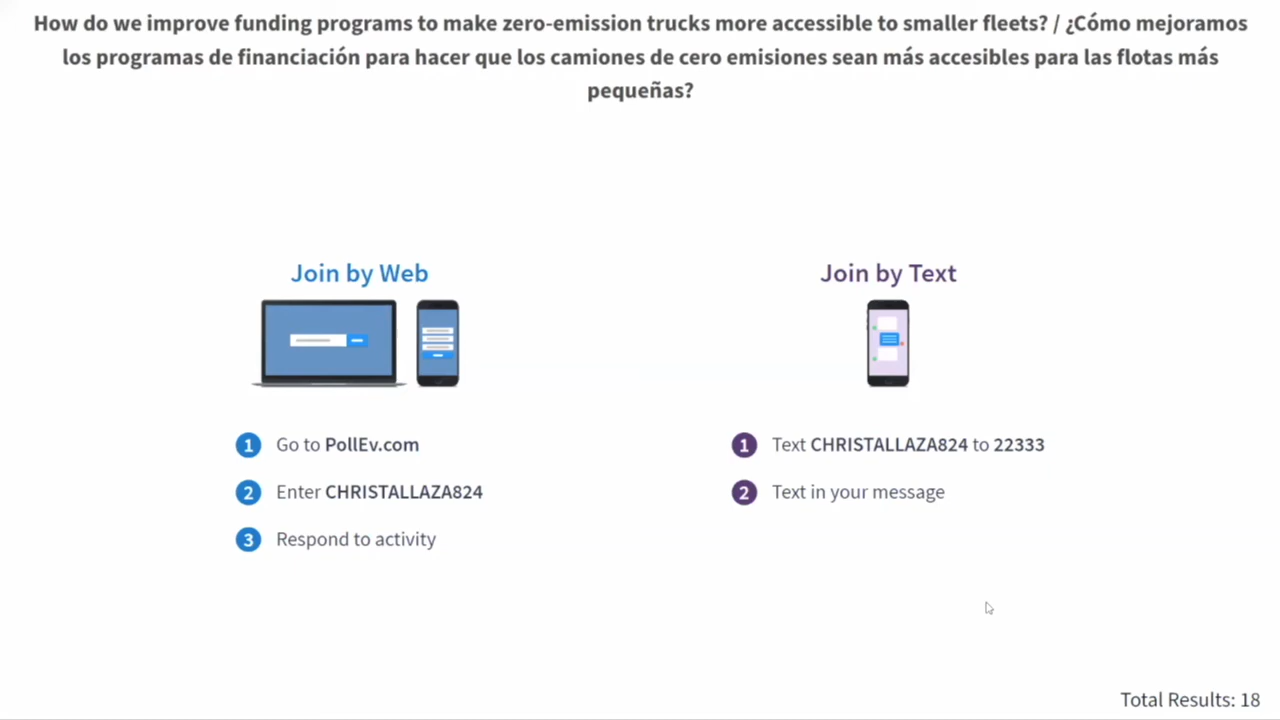 How do we improve funding programs to make zero-emission trucks more accessible to smaller fleets? / ¿Cómo mejoramos
los programas de financiación para hacer que los camiones de cero emisiones sean más accesibles para las flotas más
pequeñas?
Join by Web
1 Go to PollEv.com
2 Enter CHRISTALLAZA824
3 Respond to activity
Join by Text
1 Text CHRISTALLAZA824 to 22333
2 Text in your message
Total Results: 18